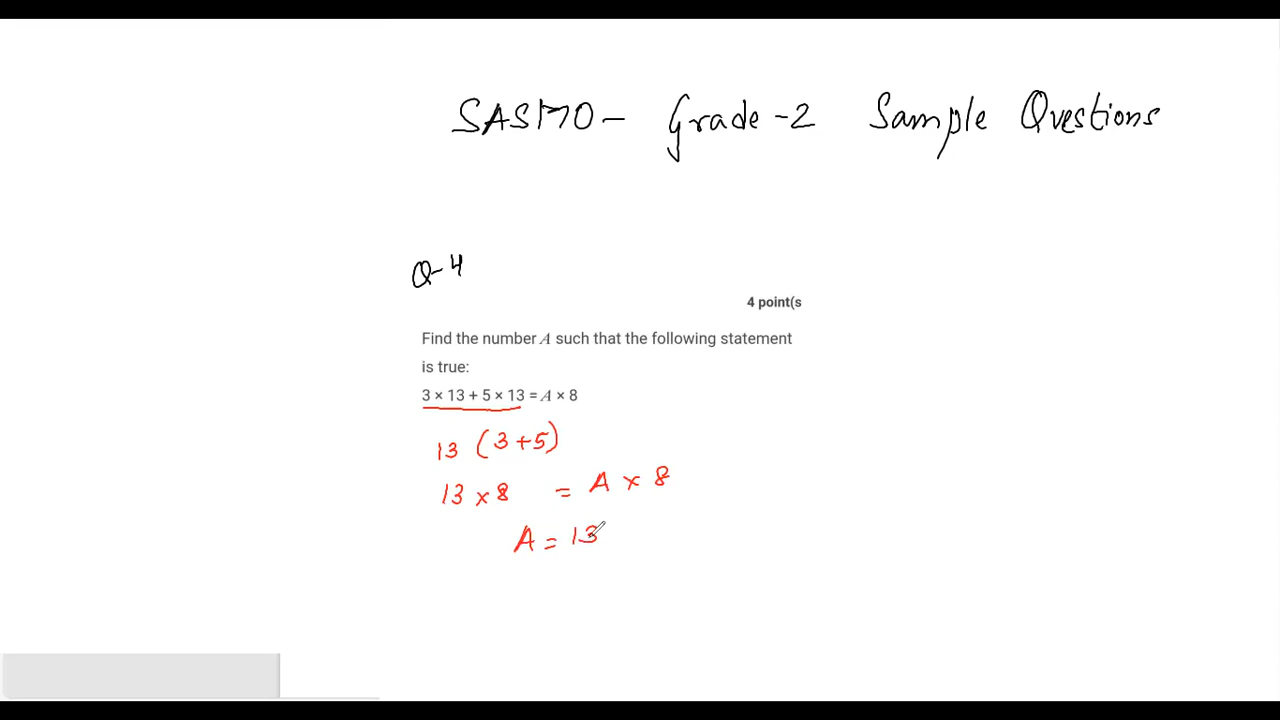 SASMO - Grade -2 Sample Questions
Q-4
4 point(s
Find the number A such that the following statement
is true:
3 × 13 + 5 × 13 = A × 8
13 (3+5)
13 × 8 = A × 8
A = 13